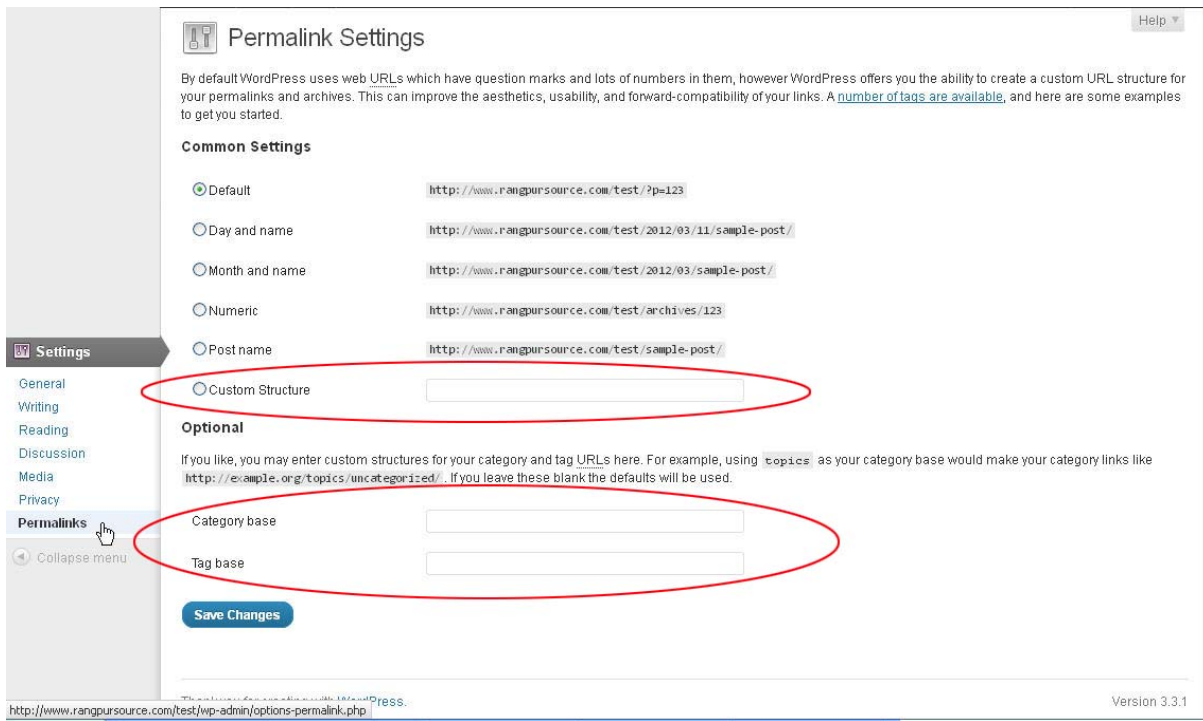 Help
Permalink Settings
By default WordPress uses web URLs which have question marks and lots of numbers in them, however WordPress offers you the ability to create a custom URL structure for
your permalinks and archives. This can improve the aesthetics, usability, and forward-compatibility of your links. A number of tags are available, and here are some examples
to get you started.
Common Settings
Default http://www.rangpursource.com/test/?p=123
Day and name http://www.rangpursource.com/test/2012/03/11/sample-post/
Month and name http://www.rangpursource.com/test/2012/03/sample-post/
Numeric http://www.rangpursource.com/test/archives/123
Post name http://www.rangpursource.com/test/sample-post/
Custom Structure
Settings
General
Writing
Reading
Discussion
Media
Privacy
Permalinks
Collapse menu
Optional
If you like, you may enter custom structures for your category and tag URLs here. For example, using topics as your category base would make your category links like
http://example.org/topics/uncategorized/ . If you leave these blank the defaults will be used.
Category base
Tag base
Save Changes
Thank you for creating with WordPress.
Version 3.3.1
http://www.rangpursource.com/test/wp-admin/options-permalink.php